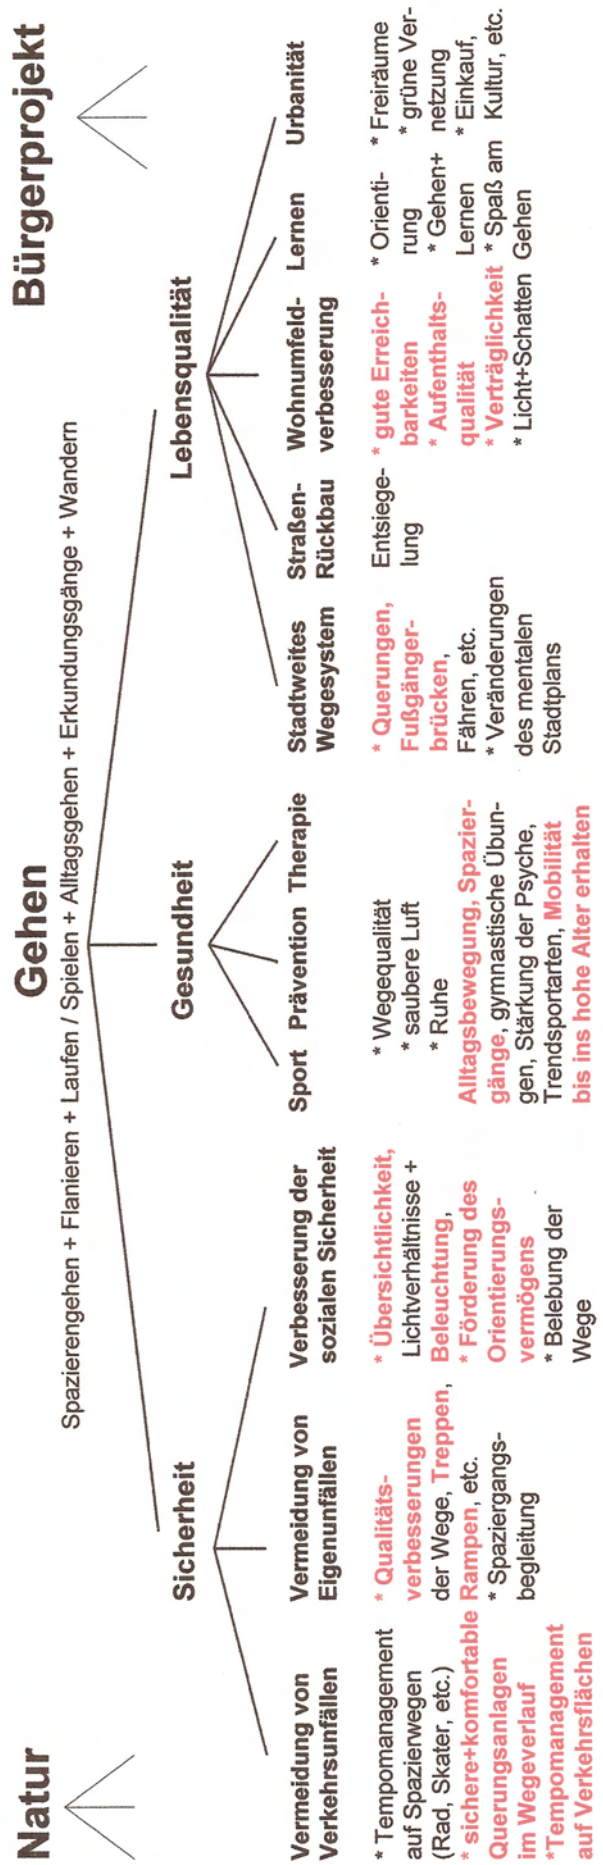 Natur
Gehen
Bürgerprojekt
Spazierengehen + Flanieren + Laufen / Spielen + Alltagsgehen + Erkundungsgänge + Wandern
Sicherheit
Gesundheit
Lebensqualität
Vermeidung von
Verkehrsunfällen
* Tempomanagement
auf Spazierwegen
(Rad, Skater, etc.)
* sichere+komfortable
Querungsanlagen
im Wegeverlauf
*Tempomanagement
auf Verkehrsflächen
Vermeidung von
Eigenunfällen
* Qualitäts-
verbesserungen
der Wege, Treppen,
Rampen, etc.
* Spaziergangs-
begleitung
Verbesserung der
sozialen Sicherheit
* Übersichtlichkeit,
Lichtverhältnisse +
Beleuchtung,
* Förderung des
Orientierungs-
vermögens
* Belebung der
Wege
Sport Prävention Therapie
* Wegequalität
* saubere Luft
* Ruhe
Alltagsbewegung, Spazier-
gänge, gymnastische Übun-
gen, Stärkung der Psyche,
Trendsportarten, Mobilität
bis ins hohe Alter erhalten
Stadtweites
Wegesystem
* Querungen,
Fußgänger-
brücken,
Fähren, etc.
* Veränderungen
des mentalen
Stadtplans
Straßen-
Rückbau
Entsiege-
lung
Wohnumfeld-
verbesserung
* gute Erreich-
barkeiten
* Aufenthalts-
qualität
* Verträglichkeit
* Licht+Schatten
Lernen
* Orienti-
rung
* Gehen+
Lernen
* Spaß am
Gehen
Urbanität
* Freiräume
* grüne Ver-
netzung
* Einkauf,
Kultur, etc.